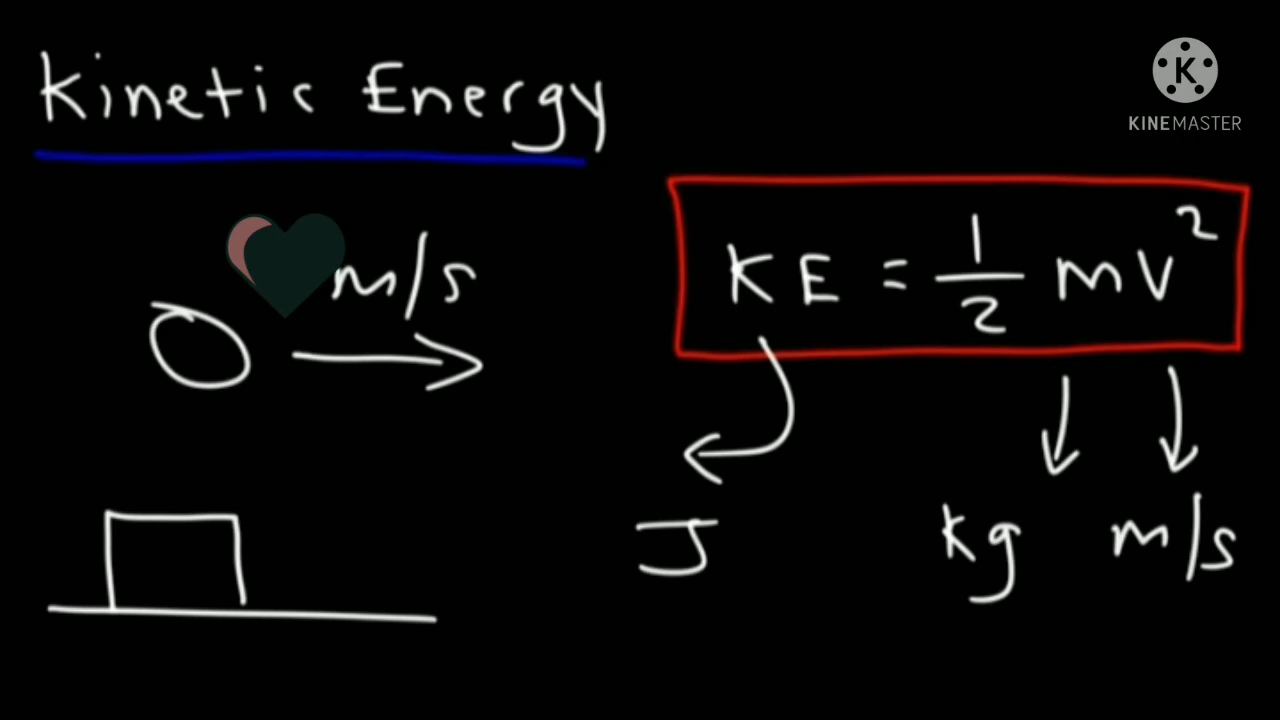 Kinetic Energy
K
KINEMASTER
m/s
KE = 1/2 mv²
J kg m/s